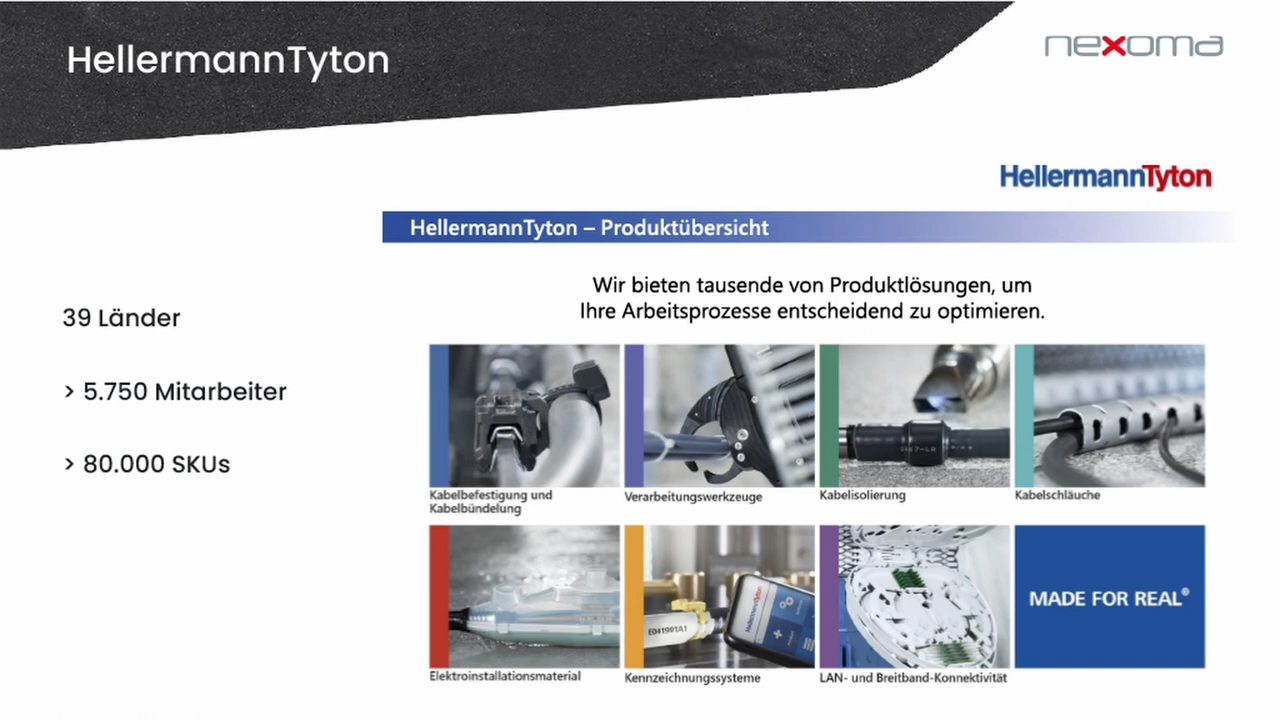 HellermannTyton
nexoma
HellermannTyton
HellermannTyton – Produktübersicht
Wir bieten tausende von Produktlösungen, um
Ihre Arbeitsprozesse entscheidend zu optimieren.
39 Länder
> 5.750 Mitarbeiter
> 80.000 SKUs
Kabelbefestigung und
Kabelbündelung
Verarbeitungswerkzeuge
Kabelisolierung
Kabelschläuche
E041991A1
HellermannTyton
MADE FOR REAL®
Elektroinstallationsmaterial
Kennzeichnungssysteme
LAN- und Breitband-Konnektivität